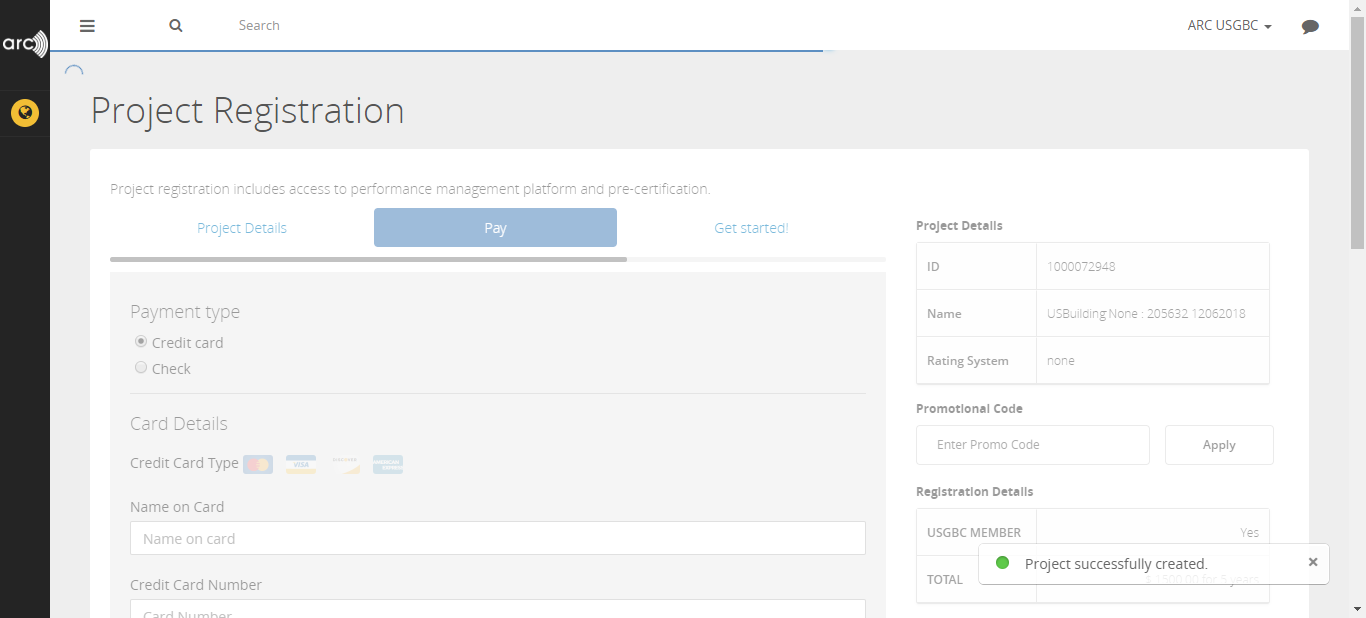 arc
Search
ARC USGBC
Project Registration
Project registration includes access to performance management platform and pre-certification.
Project Details
Pay
Get started!
Payment type
Credit card
Check
Card Details
Credit Card Type
VISA
Name on Card
Name on card
Credit Card Number
Card Number
Project Details
ID 1000072948
Name USBuilding None : 205632 12062018
Rating System none
Promotional Code
Enter Promo Code
Apply
Registration Details
USGBC MEMBER Yes
TOTAL $ 1500.00 for 5 years
Project successfully created.